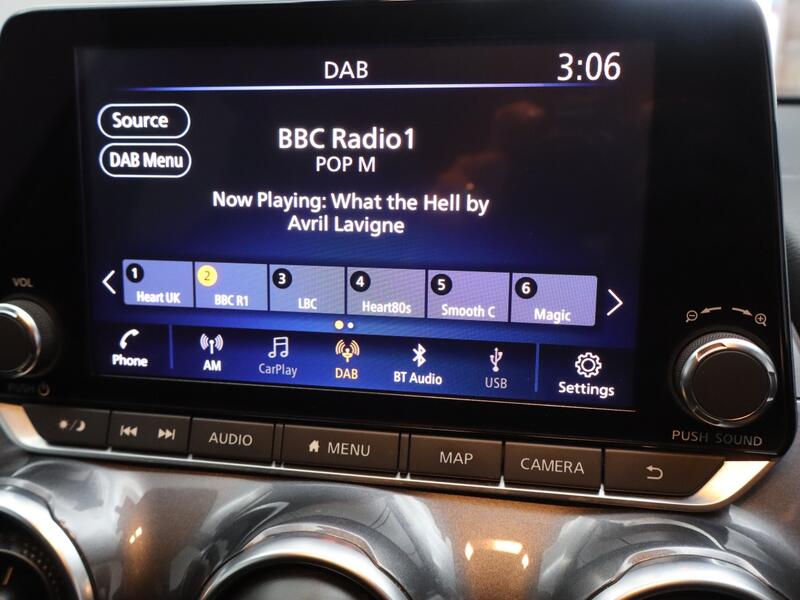 DAB
3:06
Source
DAB Menu
BBC Radio1
POP M
Now Playing: What the Hell by
Avril Lavigne
1
Heart UK
2
BBC R1
3
LBC
4
Heart80s
5
Smooth C
6
Magic
Phone
AM
CarPlay
DAB
BT Audio
USB
Settings
VOL
PUSH
AUDIO
MENU
MAP
CAMERA
PUSH SOUND